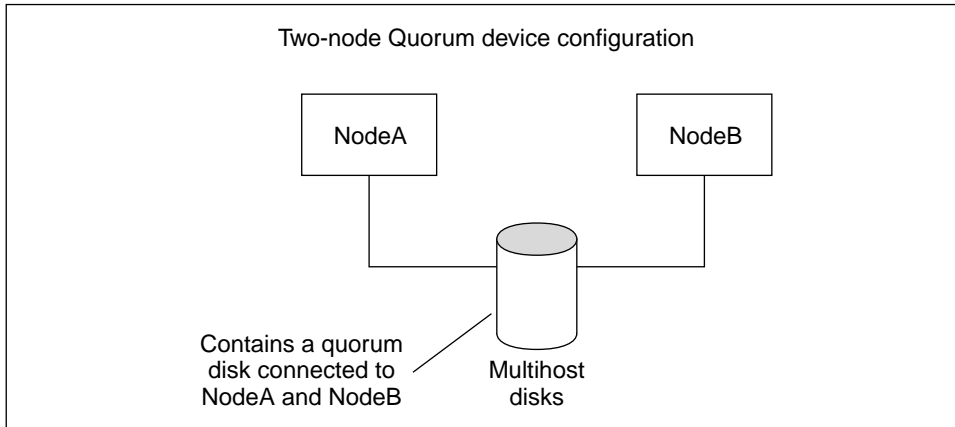 Two-node Quorum device configuration
NodeA
NodeB
Contains a quorum
disk connected to
NodeA and NodeB
Multihost
disks